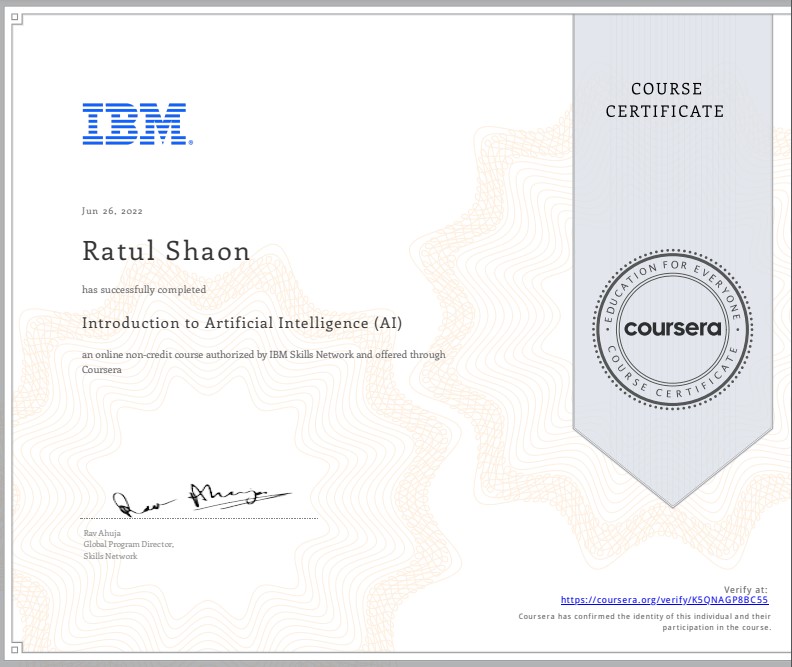 COURSE
CERTIFICATE
IBM®
Jun 26, 2022
Ratul Shaon
has successfully completed
Introduction to Artificial Intelligence (AI)
an online non-credit course authorized by IBM Skills Network and offered through
Coursera
EDUCATION FOR EVERYONE
coursera
COURSE CERTIFICATE
Rav Ahuja
Rav Ahuja
Global Program Director,
Skills Network
Verify at:
https://coursera.org/verify/K5QNAGP8BC55
Coursera has confirmed the identity of this individual and their
participation in the course.